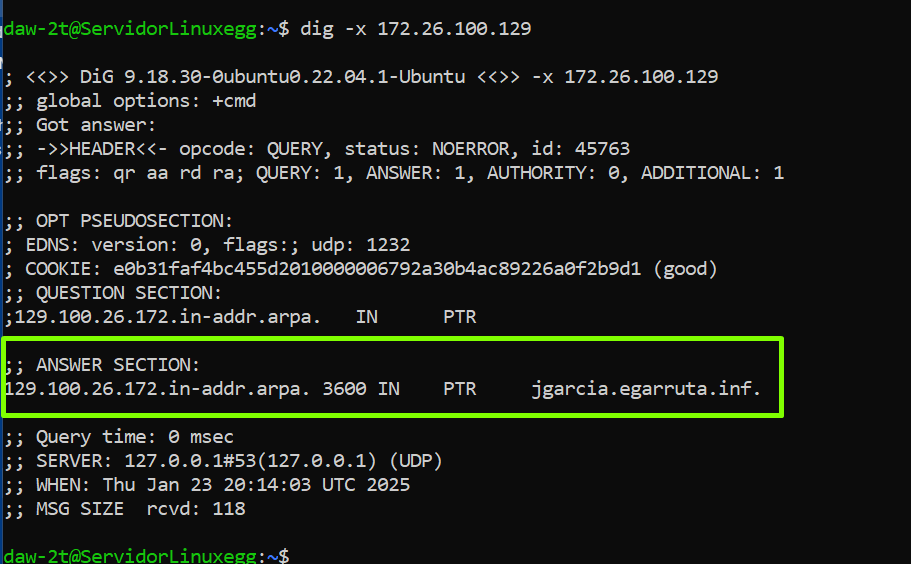 daw-2t@ServidorLinuxegg:~$ dig -x 172.26.100.129
; <<>> DiG 9.18.30-0ubuntu0.22.04.1-Ubuntu <<>> -x 172.26.100.129
;; global options: +cmd
;; Got answer:
;; ->>HEADER<<- opcode: QUERY, status: NOERROR, id: 45763
;; flags: qr aa rd ra; QUERY: 1, ANSWER: 1, AUTHORITY: 0, ADDITIONAL: 1
;; OPT PSEUDOSECTION:
; EDNS: version: 0, flags:; udp: 1232
; COOKIE: e0b31faf4bc455d2010000006792a30b4ac89226a0f2b9d1 (good)
;; QUESTION SECTION:
;129.100.26.172.in-addr.arpa. IN PTR
;; ANSWER SECTION:
129.100.26.172.in-addr.arpa. 3600 IN PTR jgarcia.egarruta.inf.
;; Query time: 0 msec
;; SERVER: 127.0.0.1#53(127.0.0.1) (UDP)
;; WHEN: Thu Jan 23 20:14:03 UTC 2025
;; MSG SIZE rcvd: 118
daw-2t@ServidorLinuxegg:~$